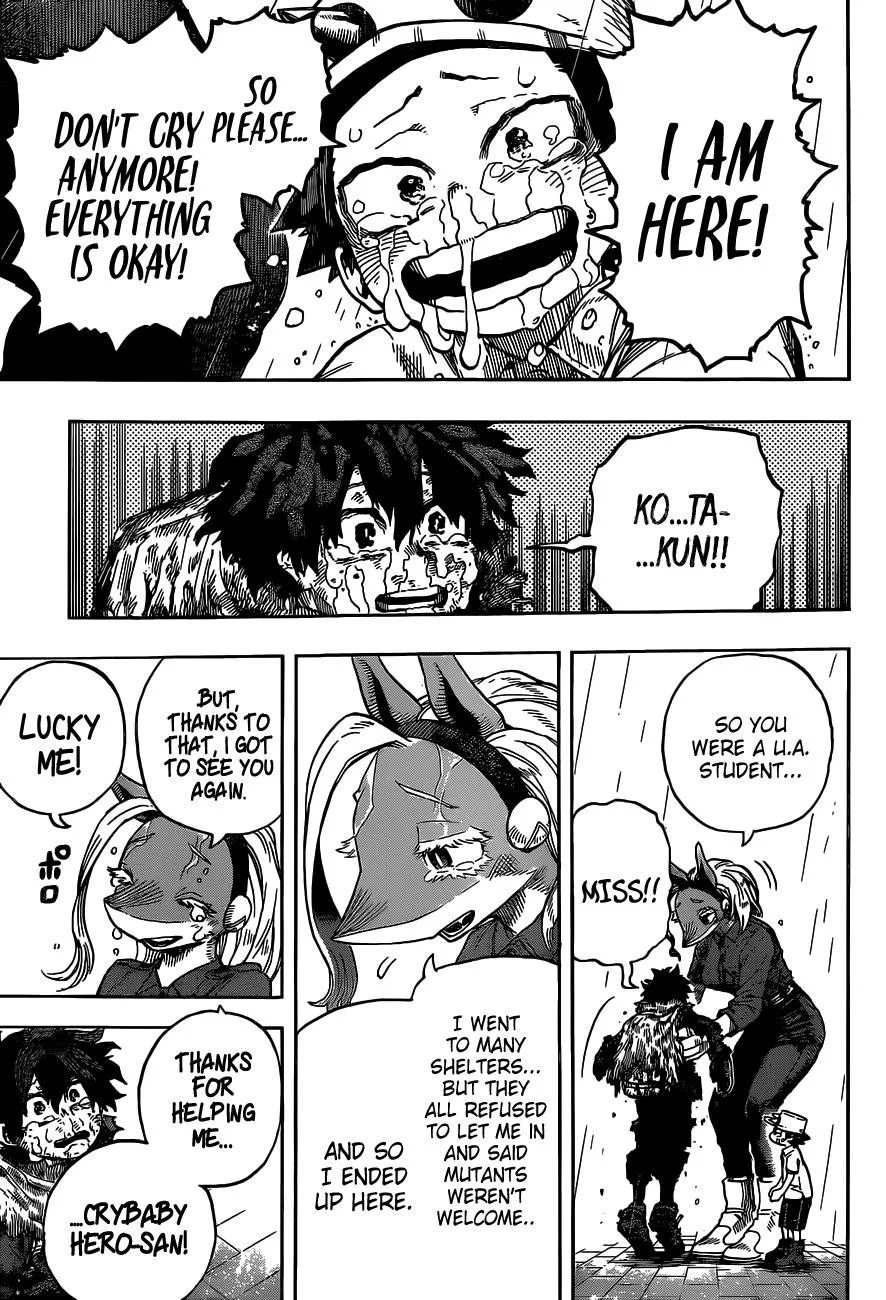 I AM
HERE!
SO
PLEASE...
DON'T CRY
ANYMORE!
EVERYTHING
IS OKAY!
KO...TA-
...KUN!!
SO YOU
WERE A U.A.
STUDENT...
MISS!!
I WENT
TO MANY
SHELTERS...
BUT THEY
ALL REFUSED
TO LET ME IN
AND SAID
MUTANTS
WEREN'T
WELCOME..
AND SO
I ENDED
UP HERE.
BUT,
THANKS TO
THAT, I GOT
TO SEE YOU
AGAIN.
LUCKY
ME!
ポロ
THANKS
FOR
HELPING
ME...
....CRYBABY
HERO-SAN!